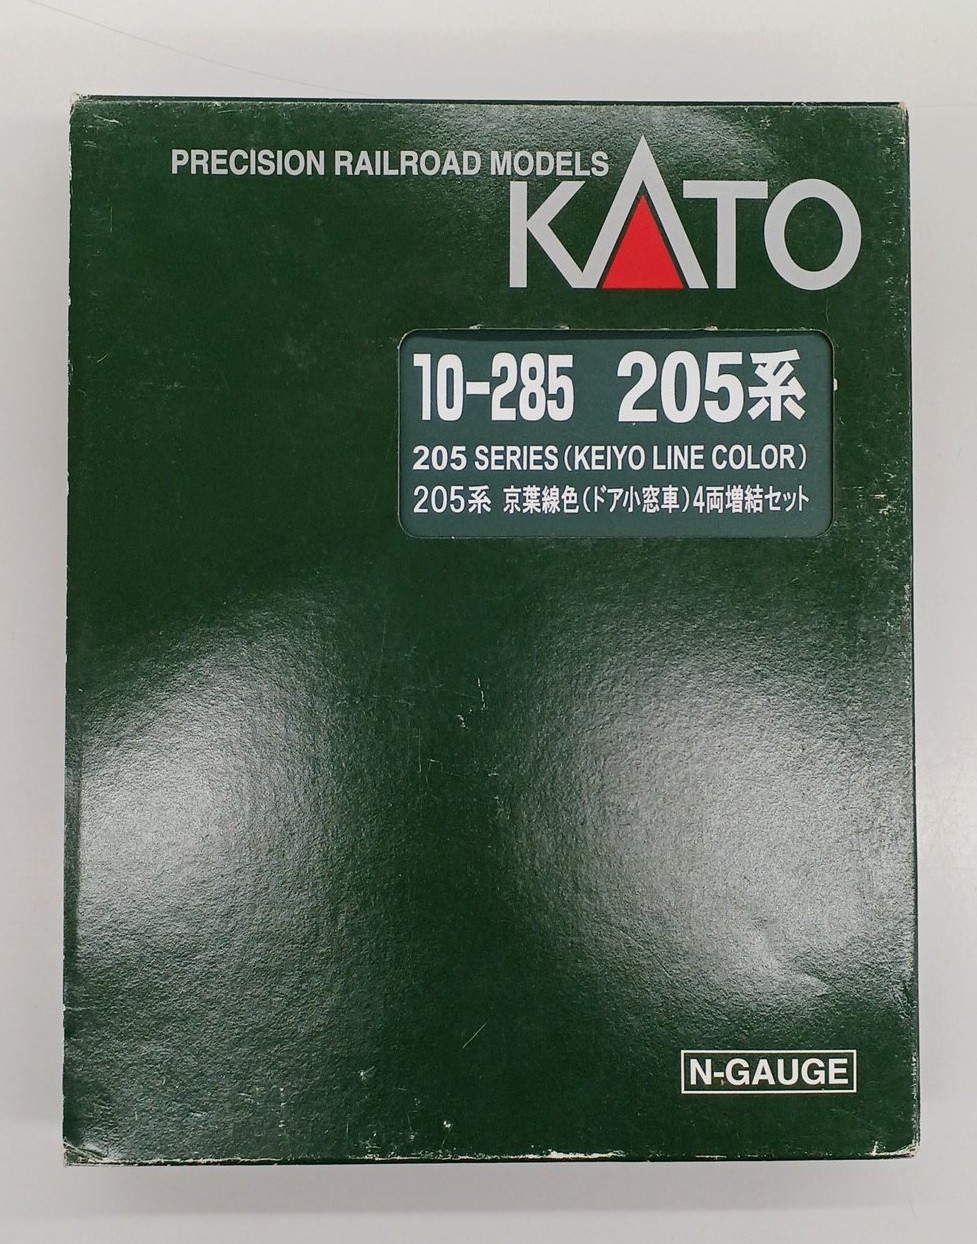 PRECISION RAILROAD MODELS
KATO
10-285 205系
205 SERIES(KEIYO LINE COLOR)
205系 京葉線色(ドア小窓車)4両増結セット
N-GAUGE